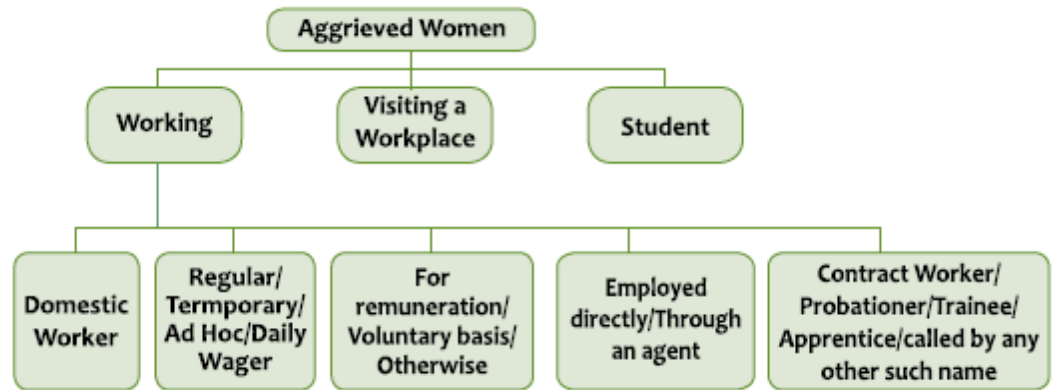 Aggrieved Women
Working
Visiting a
Workplace
Student
Domestic
Worker
Regular/
Termporary/
Ad Hoc/Daily
Wager
For
remuneration/
Voluntary basis/
Otherwise
Employed
directly/Through
an agent
Contract Worker/
Probationer/Trainee/
Apprentice/called by any
other such name